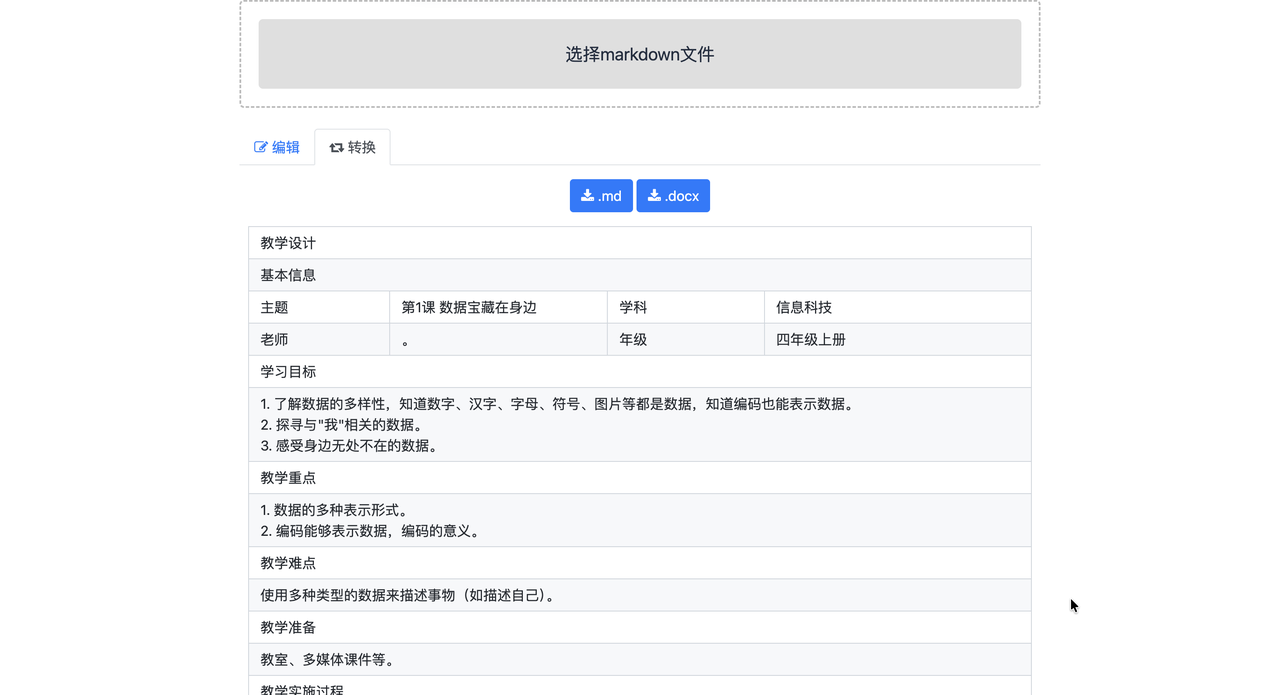 选择markdown文件
编辑 转换
.md .docx
教学设计
基本信息
主题 第1课 数据宝藏在身边 学科 信息科技
老师 。 年级 四年级上册
学习目标
1. 了解数据的多样性，知道数字、汉字、字母、符号、图片等都是数据，知道编码也能表示数据。
2. 探寻与"我"相关的数据。
3. 感受身边无处不在的数据。
教学重点
1. 数据的多种表示形式。
2. 编码能够表示数据，编码的意义。
教学难点
使用多种类型的数据来描述事物（如描述自己）。
教学准备
教室、多媒体课件等。
教学实施过程